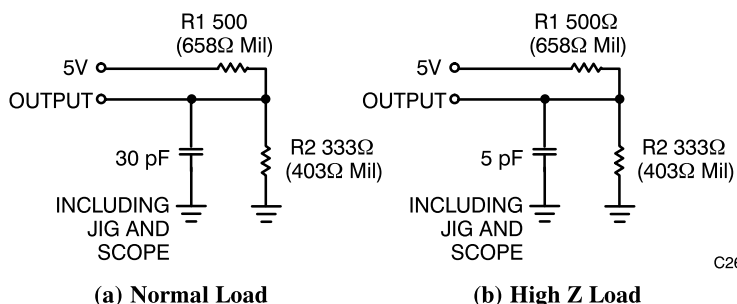 R1 500
(658Ω Mil)
5V
OUTPUT
30 pF
R2 333Ω
(403Ω Mil)
INCLUDING
JIG AND
SCOPE
(a) Normal Load
R1 500Ω
(658Ω Mil)
5V
OUTPUT
5 pF
R2 333Ω
(403Ω Mil)
INCLUDING
JIG AND
SCOPE
(b) High Z Load
C26